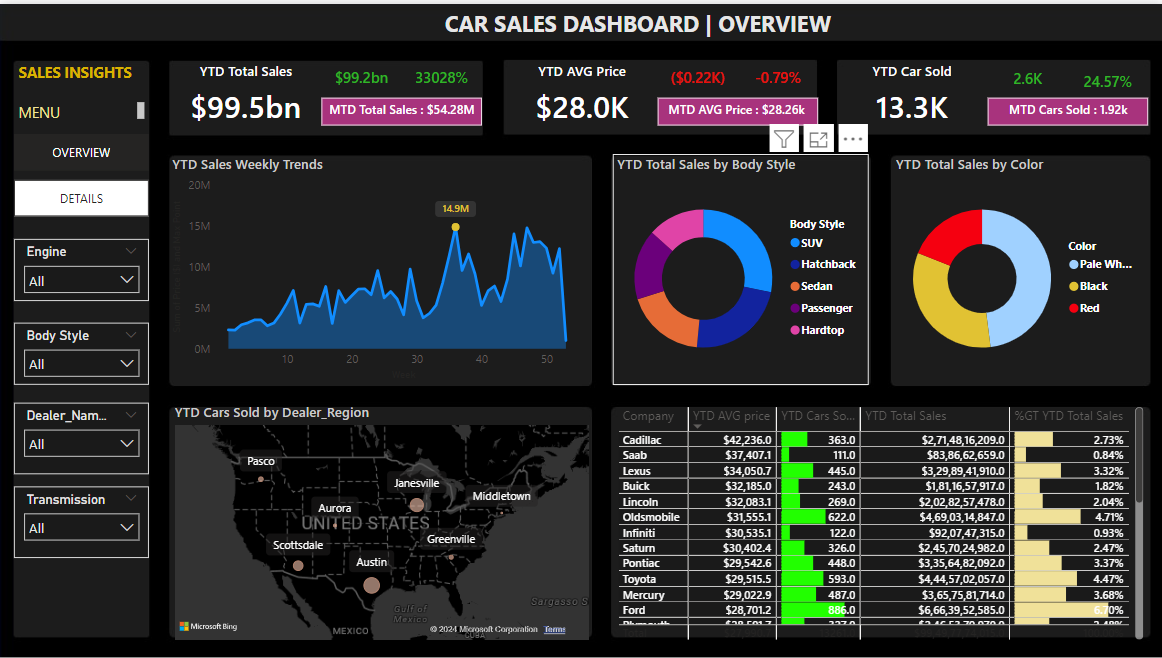 CAR SALES DASHBOARD | OVERVIEW
SALES INSIGHTS
MENU
OVERVIEW
DETAILS
Engine
All
Body Style
All
Dealer_Nam...
All
Transmission
All
YTD Total Sales
$99.2bn 33028%
$99.5bn
MTD Total Sales : $54.28M
YTD AVG Price
($0.22K) -0.79%
$28.0K
MTD AVG Price : $28.26k
YTD Car Sold
2.6K 24.57%
13.3K
MTD Cars Sold : 1.92k
YTD Sales Weekly Trends
20M
15M
10M
5M
0M
14.9M
10 20 30 40 50
YTD Total Sales by Body Style
Body Style
SUV
Hatchback
Sedan
Passenger
Hardtop
YTD Total Sales by Color
Color
Pale Wh...
Black
Red
YTD Cars Sold by Dealer_Region
Pasco
Janesville
Middletown
Aurora
UNITED STATES
Greenville
Scottsdale
Austin
Gulf of
Mexico
Sargasso S
MEXICO
CUBA
Microsoft Bing
© 2024 Microsoft Corporation Terms
Company YTD AVG price YTD Cars So... YTD Total Sales %GT YTD Total Sales
Cadillac $42,236.0 363.0 $2,71,48,16,209.0 2.73%
Saab $37,407.1 111.0 $83,86,62,659.0 0.84%
Lexus $34,050.7 445.0 $3,29,89,41,910.0 3.32%
Buick $32,185.0 243.0 $1,81,16,57,917.0 1.82%
Lincoln $32,083.1 269.0 $2,02,82,57,478.0 2.04%
Oldsmobile $31,555.1 622.0 $4,69,03,14,847.0 4.71%
Infiniti $30,535.1 122.0 $92,07,47,315.0 0.93%
Saturn $30,402.4 326.0 $2,45,70,24,982.0 2.47%
Pontiac $29,542.6 448.0 $3,35,64,82,092.0 3.37%
Toyota $29,515.5 593.0 $4,44,57,02,057.0 4.47%
Mercury $29,022.9 487.0 $3,65,75,81,714.0 3.68%
Ford $28,701.2 886.0 $6,66,39,52,585.0 6.70%